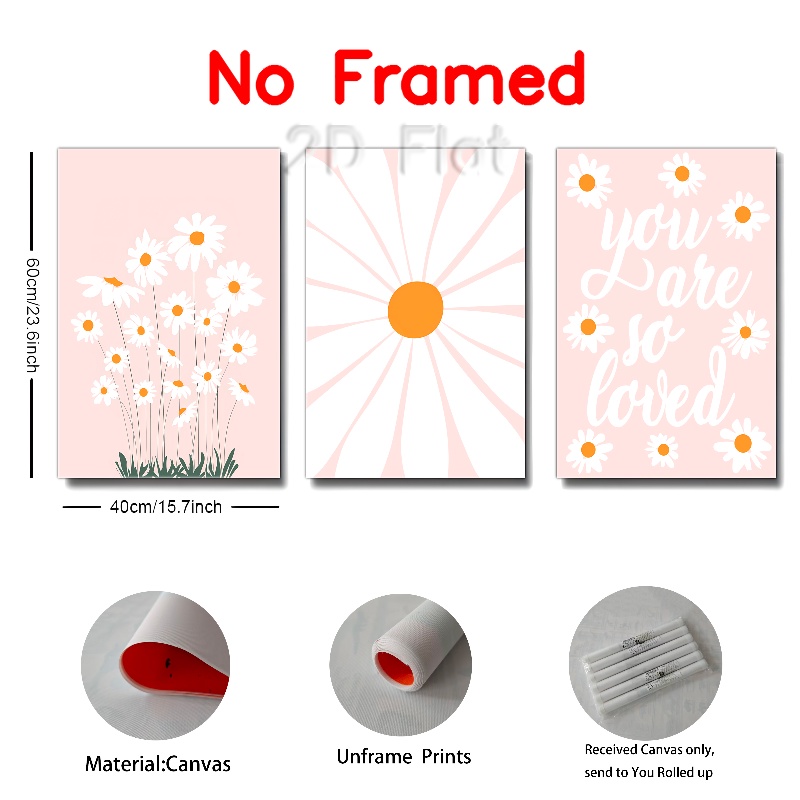 No Framed
2D Flat
60cm/23.6inch
40cm/15.7inch
you
are
so
loved
Material:Canvas
Unframe Prints
Received Canvas only,
send to You Rolled up